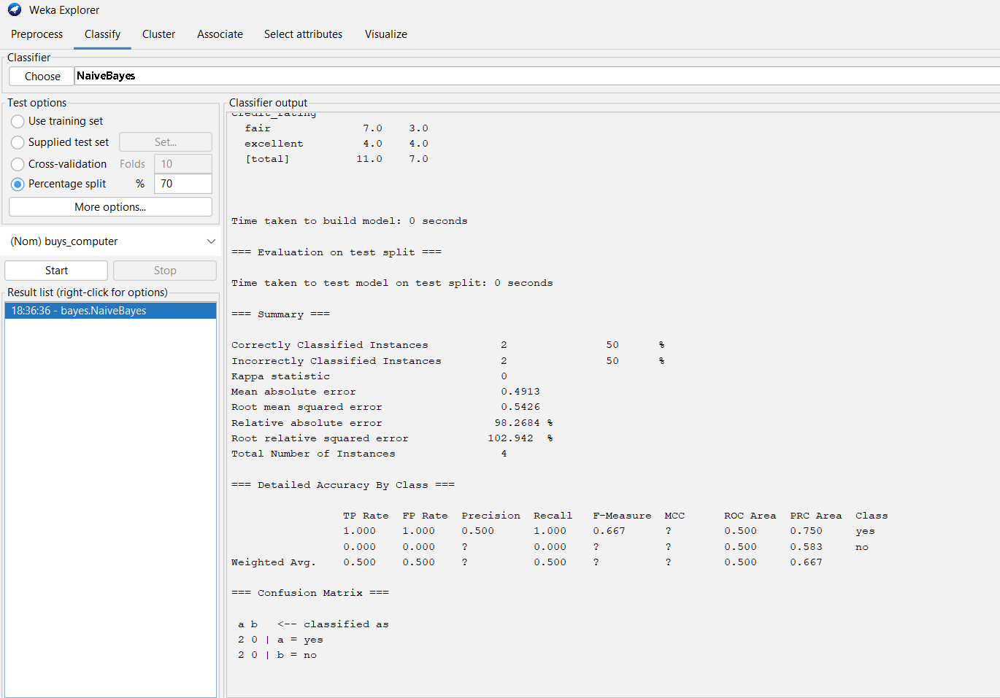 Weka Explorer
Preprocess Classify Cluster Associate Select attributes Visualize
Classifier
Choose NaiveBayes
Test options
Use training set
Supplied test set Set...
Cross-validation Folds 10
Percentage split % 70
More options...
(Nom) buys_computer
Start Stop
Result list (right-click for options)
18:36:36 - bayes.NaiveBayes
Classifier output
credit_rating
fair 7.0 3.0
excellent 4.0 4.0
[total] 11.0 7.0
Time taken to build model: 0 seconds
=== Evaluation on test split ===
Time taken to test model on test split: 0 seconds
=== Summary ===
Correctly Classified Instances 2 50 %
Incorrectly Classified Instances 2 50 %
Kappa statistic 0
Mean absolute error 0.4913
Root mean squared error 0.5426
Relative absolute error 98.2684 %
Root relative squared error 102.942 %
Total Number of Instances 4
=== Detailed Accuracy By Class ===
TP Rate FP Rate Precision Recall F-Measure MCC ROC Area PRC Area Class
1.000 1.000 0.500 1.000 0.667 ? 0.500 0.750 yes
0.000 0.000 ? 0.000 ? ? 0.500 0.583 no
Weighted Avg. 0.500 0.500 ? 0.500 ? ? 0.500 0.667
=== Confusion Matrix ===
a b <-- classified as
2 0 | a = yes
2 0 | b = no